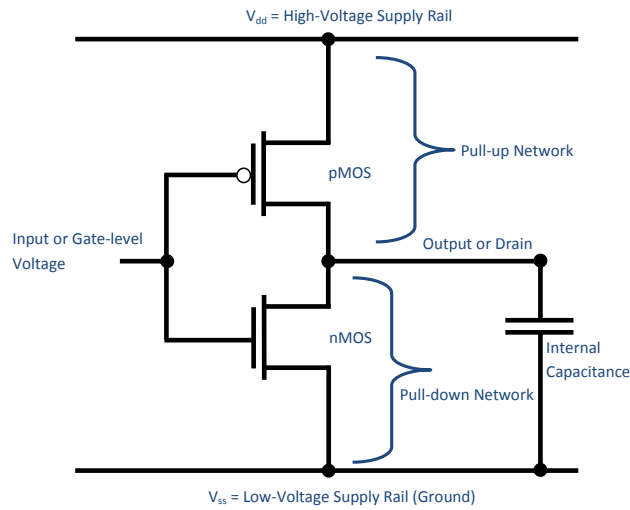 Vdd = High-Voltage Supply Rail
Pull-up Network
pMOS
Input or Gate-level
Voltage
Output or Drain
nMOS
Internal
Capacitance
Pull-down Network
Vss = Low-Voltage Supply Rail (Ground)